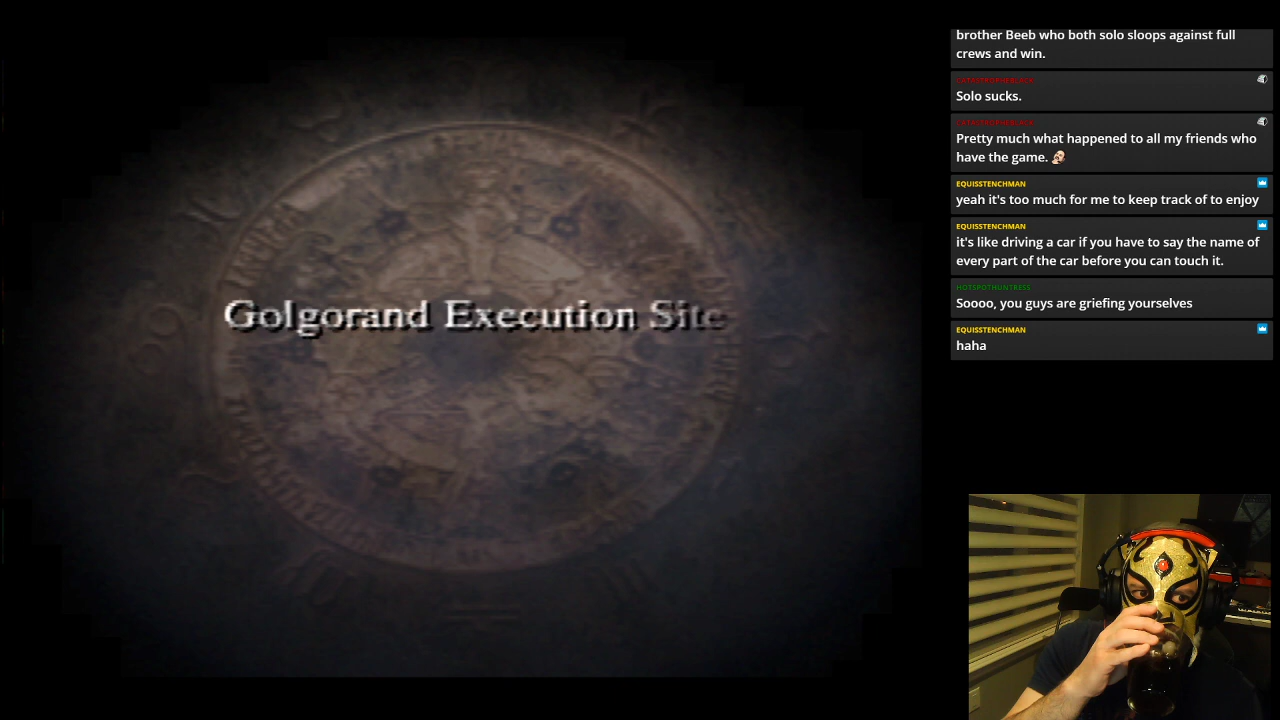 Golgorand Execution Site
brother Beeb who both solo sloops against full
crews and win.
Solo sucks.
Pretty much what happened to all my friends who
have the game.
EQUISSTENCHMAN
yeah it's too much for me to keep track of to enjoy
EQUISSTENCHMAN
it's like driving a car if you have to say the name of
every part of the car before you can touch it.
HOTSPOTHUNTRESS
Soooo, you guys are griefing yourselves
EQUISSTENCHMAN
haha